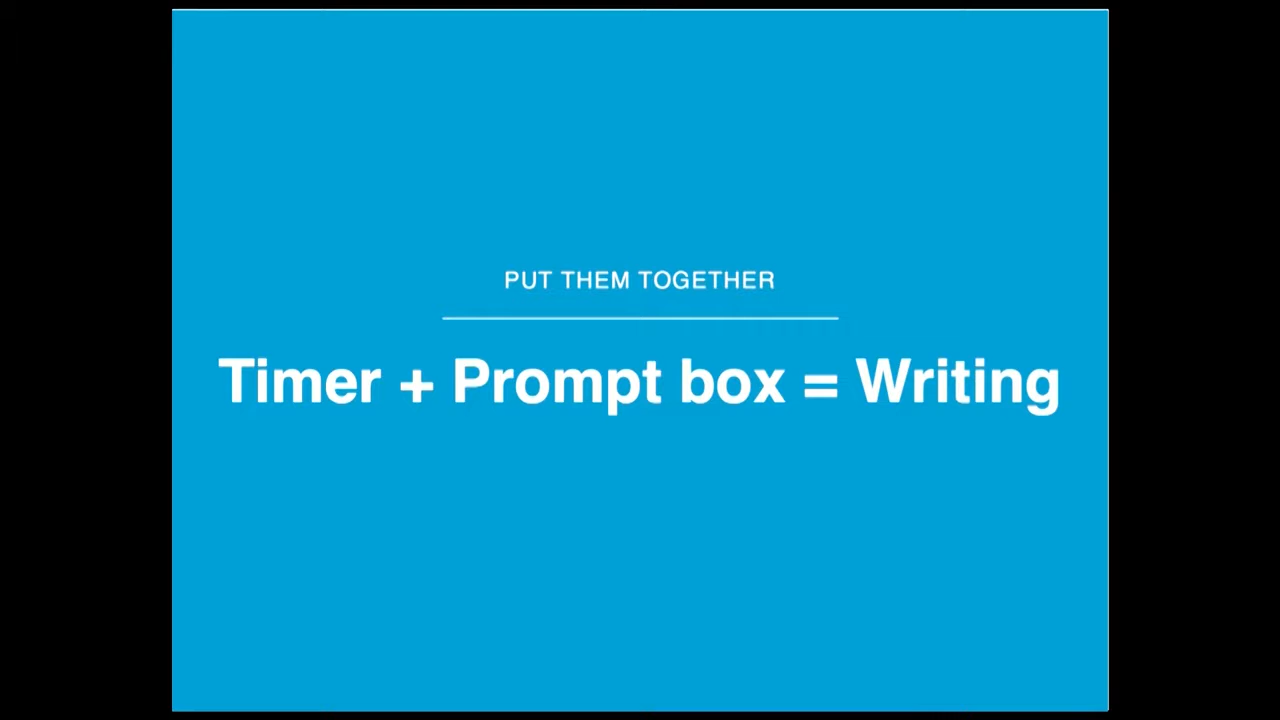 PUT THEM TOGETHER
Timer + Prompt box = Writing